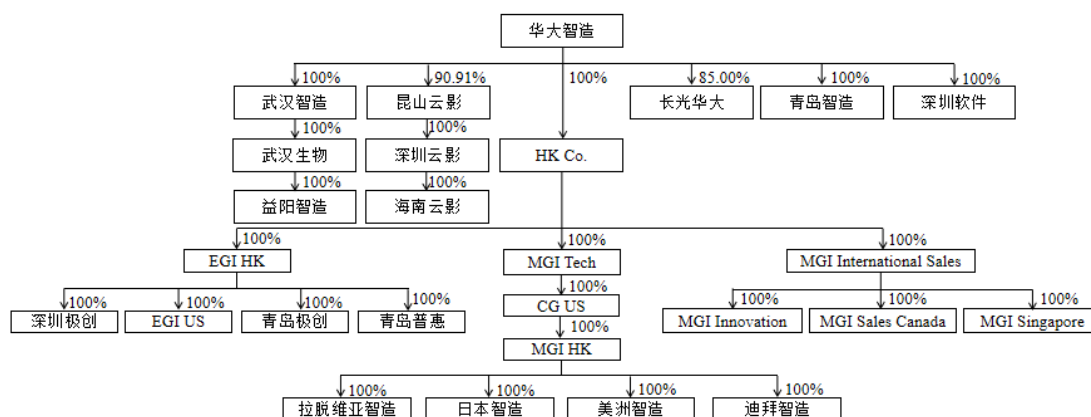 华大智造
100% 90.91% 100% 85.00% 100% 100%
武汉智造 昆山云影 长光华大 青岛智造 深圳软件
100% 100%
武汉生物 深圳云影 HK Co.
100% 100%
益阳智造 海南云影
100% 100% 100%
EGI HK MGI Tech MGI International Sales
100% 100% 100% 100% 100% 100% 100% 100%
深圳极创 EGI US 青岛极创 青岛普惠 CG US MGI Innovation MGI Sales Canada MGI Singapore
100%
MGI HK
100% 100% 100% 100%
拉脱维亚智造 日本智造 美洲智造 迪拜智造